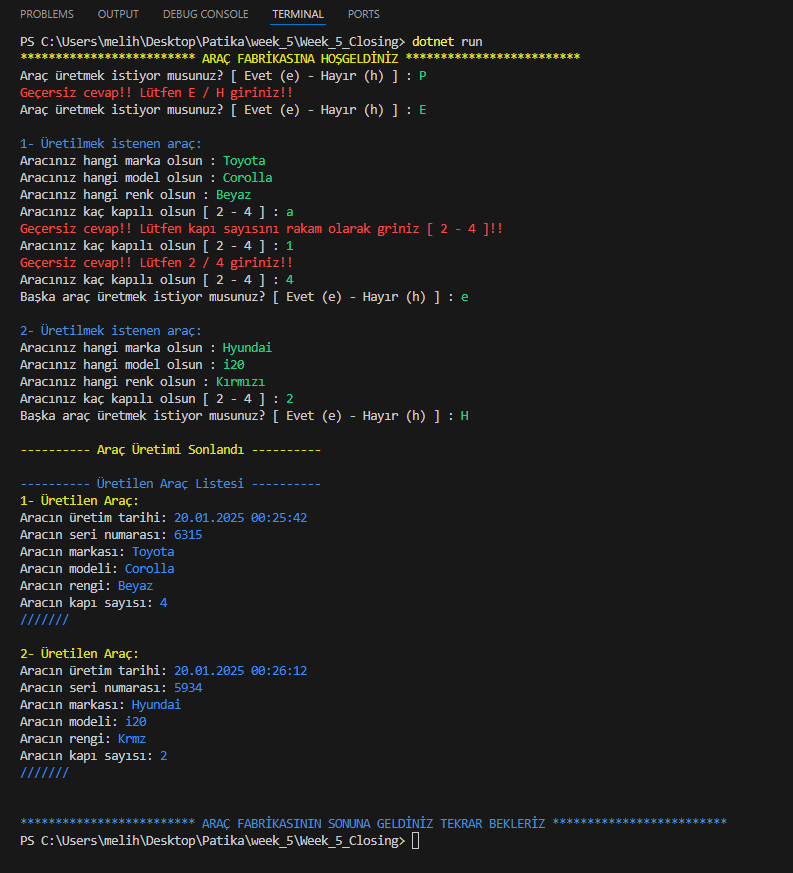 PROBLEMS OUTPUT DEBUG CONSOLE TERMINAL PORTS
PS C:\Users\melih\Desktop\Patika\week_5\Week_5_Closing> dotnet run
************************* ARAÇ FABRİKASINA HOŞGELDİNİZ *************************
Araç üretmek istiyor musunuz? [ Evet (e) - Hayır (h) ] : P
Geçersiz cevap!! Lütfen E / H giriniz!!
Araç üretmek istiyor musunuz? [ Evet (e) - Hayır (h) ] : E
1- Üretilmek istenen araç:
Aracınız hangi marka olsun : Toyota
Aracınız hangi model olsun : Corolla
Aracınız hangi renk olsun : Beyaz
Aracınız kaç kapılı olsun [ 2 - 4 ] : a
Geçersiz cevap!! Lütfen kapı sayısını rakam olarak griniz [ 2 - 4 ]!!
Aracınız kaç kapılı olsun [ 2 - 4 ] : 1
Geçersiz cevap!! Lütfen 2 / 4 giriniz!!
Aracınız kaç kapılı olsun [ 2 - 4 ] : 4
Başka araç üretmek istiyor musunuz? [ Evet (e) - Hayır (h) ] : e
2- Üretilmek istenen araç:
Aracınız hangi marka olsun : Hyundai
Aracınız hangi model olsun : i20
Aracınız hangi renk olsun : Kırmızı
Aracınız kaç kapılı olsun [ 2 - 4 ] : 2
Başka araç üretmek istiyor musunuz? [ Evet (e) - Hayır (h) ] : H
---------- Araç Üretimi Sonlandı ----------
---------- Üretilen Araç Listesi ----------
1- Üretilen Araç:
Aracın üretim tarihi: 20.01.2025 00:25:42
Aracın seri numarası: 6315
Aracın markası: Toyota
Aracın modeli: Corolla
Aracın rengi: Beyaz
Aracın kapı sayısı: 4
///////
2- Üretilen Araç:
Aracın üretim tarihi: 20.01.2025 00:26:12
Aracın seri numarası: 5934
Aracın markası: Hyundai
Aracın modeli: i20
Aracın rengi: Krmz
Aracın kapı sayısı: 2
///////
************************* ARAÇ FABRİKASININ SONUNA GELDİNİZ TEKRAR BEKLERİZ *************************
PS C:\Users\melih\Desktop\Patika\week_5\Week_5_Closing>